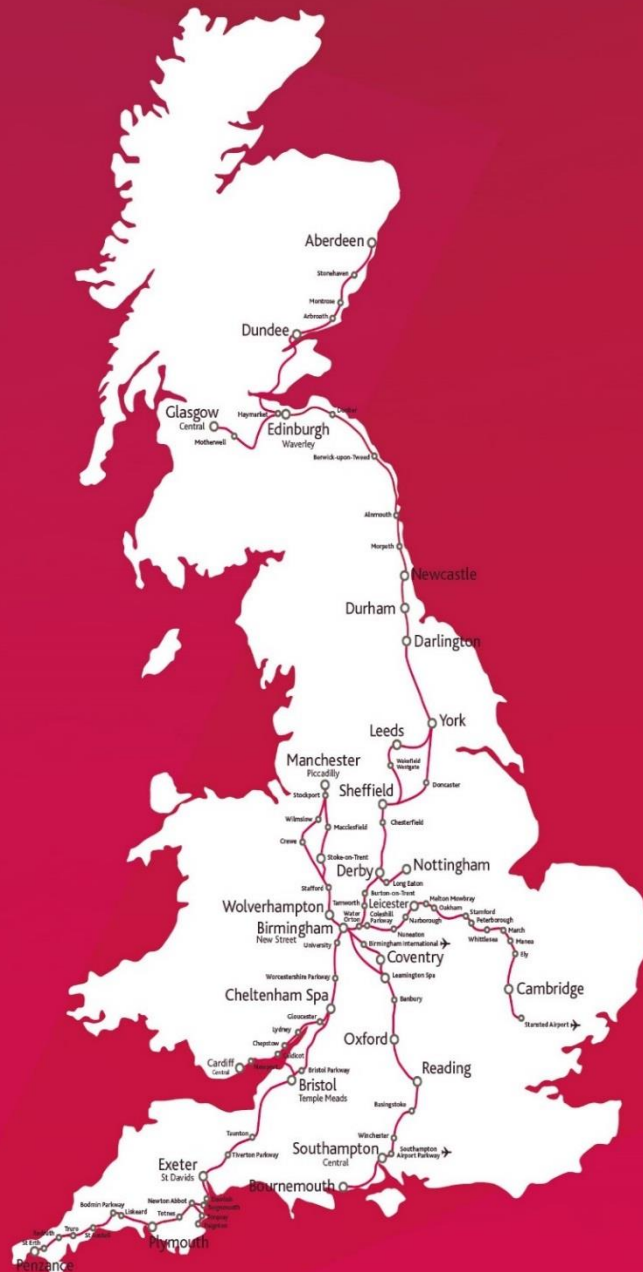 Aberdeen
Stonehaven
Montrose
Arbroath
Dundee
Glasgow
Central
Motherwell
Haymarket
Edinburgh
Waverley
Dunbar
Berwick-upon-Tweed
Alnmouth
Morpeth
Newcastle
Durham
Darlington
York
Leeds
Wakefield
Westgate
Doncaster
Manchester
Piccadilly
Stockport
Sheffield
Wilmslow
Macclesfield
Chesterfield
Crewe
Stoke-on-Trent
Derby
Nottingham
Long Eaton
Stafford
Burton-on-Trent
Tamworth
Leicester
Melton Mowbray
Oakham
Stamford
Peterborough
Wolverhampton
Water
Orton
Coleshill
Parkway
Narborough
Whittlesea
March
Manea
Birmingham
New Street
Nuneaton
Ely
University
Birmingham International
Coventry
Leamington Spa
Worcestershire Parkway
Cambridge
Cheltenham Spa
Banbury
Gloucester
Stansted Airport
Lydney
Chepstow
Oxford
Caldicot
Cardiff
Central
Newport
Bristol Parkway
Bristol
Temple Meads
Reading
Basingstoke
Taunton
Winchester
Tiverton Parkway
Southampton
Central
Southampton
Airport Parkway
Exeter
St Davids
Bournemouth
Newton Abbot
Totnes
Bodmin Parkway
Liskeard
Plymouth
Truro
St Erth
Penzance